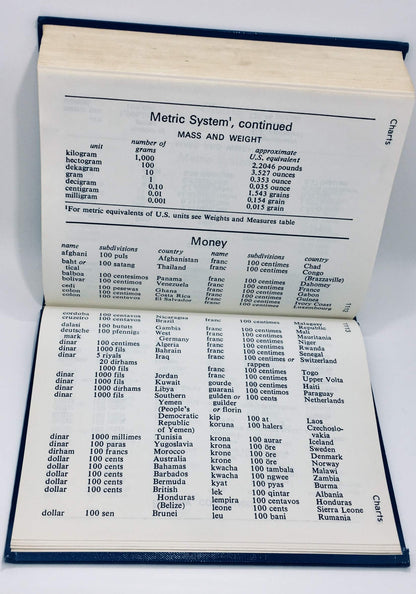 Charts
Metric System¹, continued
MASS AND WEIGHT
unit number of grams approximate U.S. equivalent
kilogram 1,000 2.2046 pounds
hectogram 100 3,527 ounces
dekagram 10 0,353 ounce
gram 1 0,035 ounce
decigram 0,10 1,543 grains
centigram 0,01 0,154 grain
milligram 0,001 0,015 grain
¹For metric equivalents of U.S. units see Weights and Measures table
Money
name subdivisions country name subdivisions country
afghani 100 puls Afghanistan franc 100 centimes Chad
baht or tical 100 satang Thailand franc 100 centimes Congo (Brazzaville)
balboa 100 centesimos Panama franc 100 centimes Dahomey
bolivar 100 centimos Venezuela franc 100 centimes France
cedi 100 pesewas Ghana franc 100 centimes Gabon
colon 100 centimos Costa Rica franc 100 centimes Guinea
colon 100 centavos El Salvador franc 100 centimes Ivory Coast
franc 100 centimes Luxembourg
1112
1113
cordoba 100 centavos Nicaragua franc 100 centimes Malagasy Republic
cruzeiro 100 centavos Brazil
dalasi 100 bututs Gambia franc 100 centimes Mali
deutsche mark 100 pfennigs West Germany franc 100 centimes Mauritania
franc 100 centimes Niger
dinar 100 centimes Algeria franc 100 centimes Rwanda
dinar 1000 fils Bahrain franc 100 centimes Senegal
dinar 5 riyals Iraq franc 100 centimes or rappen Switzerland
20 dirhams
1000 fils franc 100 centimes Togo
dinar 1000 fils Jordan franc 100 centimes Upper Volta
dinar 1000 fils Kuwait gourde 100 centimes Haiti
dinar 1000 dirhams Libya guarani 100 centimos Paraguay
dinar 1000 fils Southern Yemen (People's Democratic Republic of Yemen) gulden or guilder or florin 100 cents Netherlands
kip 100 at Laos
koruna 100 halers Czechoslovakia
dinar 1000 millimes Tunisia krona 100 aurar Iceland
dinar 100 paras Yugoslavia krona 100 öre Sweden
dirham 100 francs Morocco krone 100 öre Denmark
dollar 100 cents Australia krone 100 öre Norway
dollar 100 cents Bahamas kwacha 100 tambala Malawi
dollar 100 cents Barbados kwacha 100 ngwee Zambia
dollar 100 cents Bermuda kyat 100 pyas Burma
dollar 100 cents British Honduras (Belize) lek 100 qintar Albania
lempira 100 centavos Honduras
leone 100 cents Sierra Leone
dollar 100 sen Brunei leu 100 bani Rumania
Charts